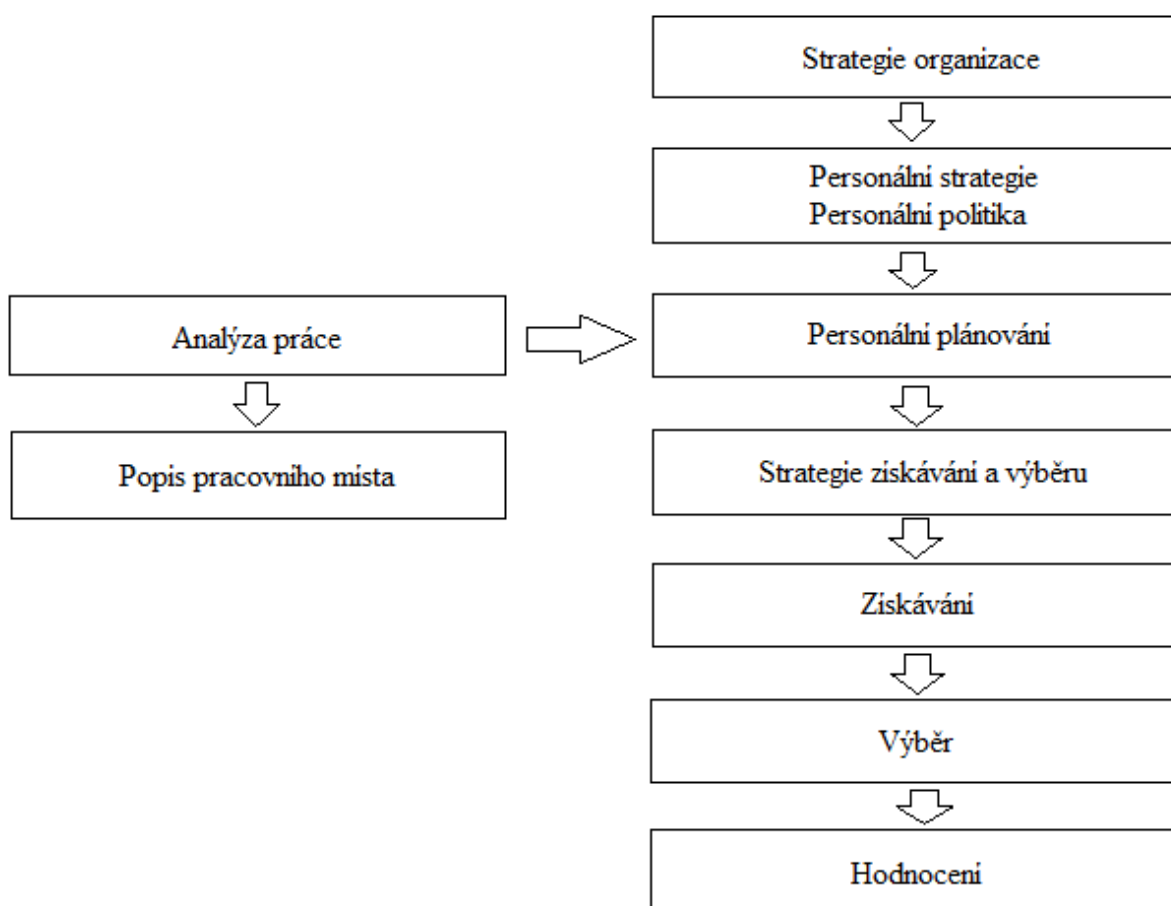 Strategie organizace
Personální strategie
Personální politika
Analýza práce
Personální plánování
Popis pracovního místa
Strategie získávání a výběru
Získávání
Výběr
Hodnocení